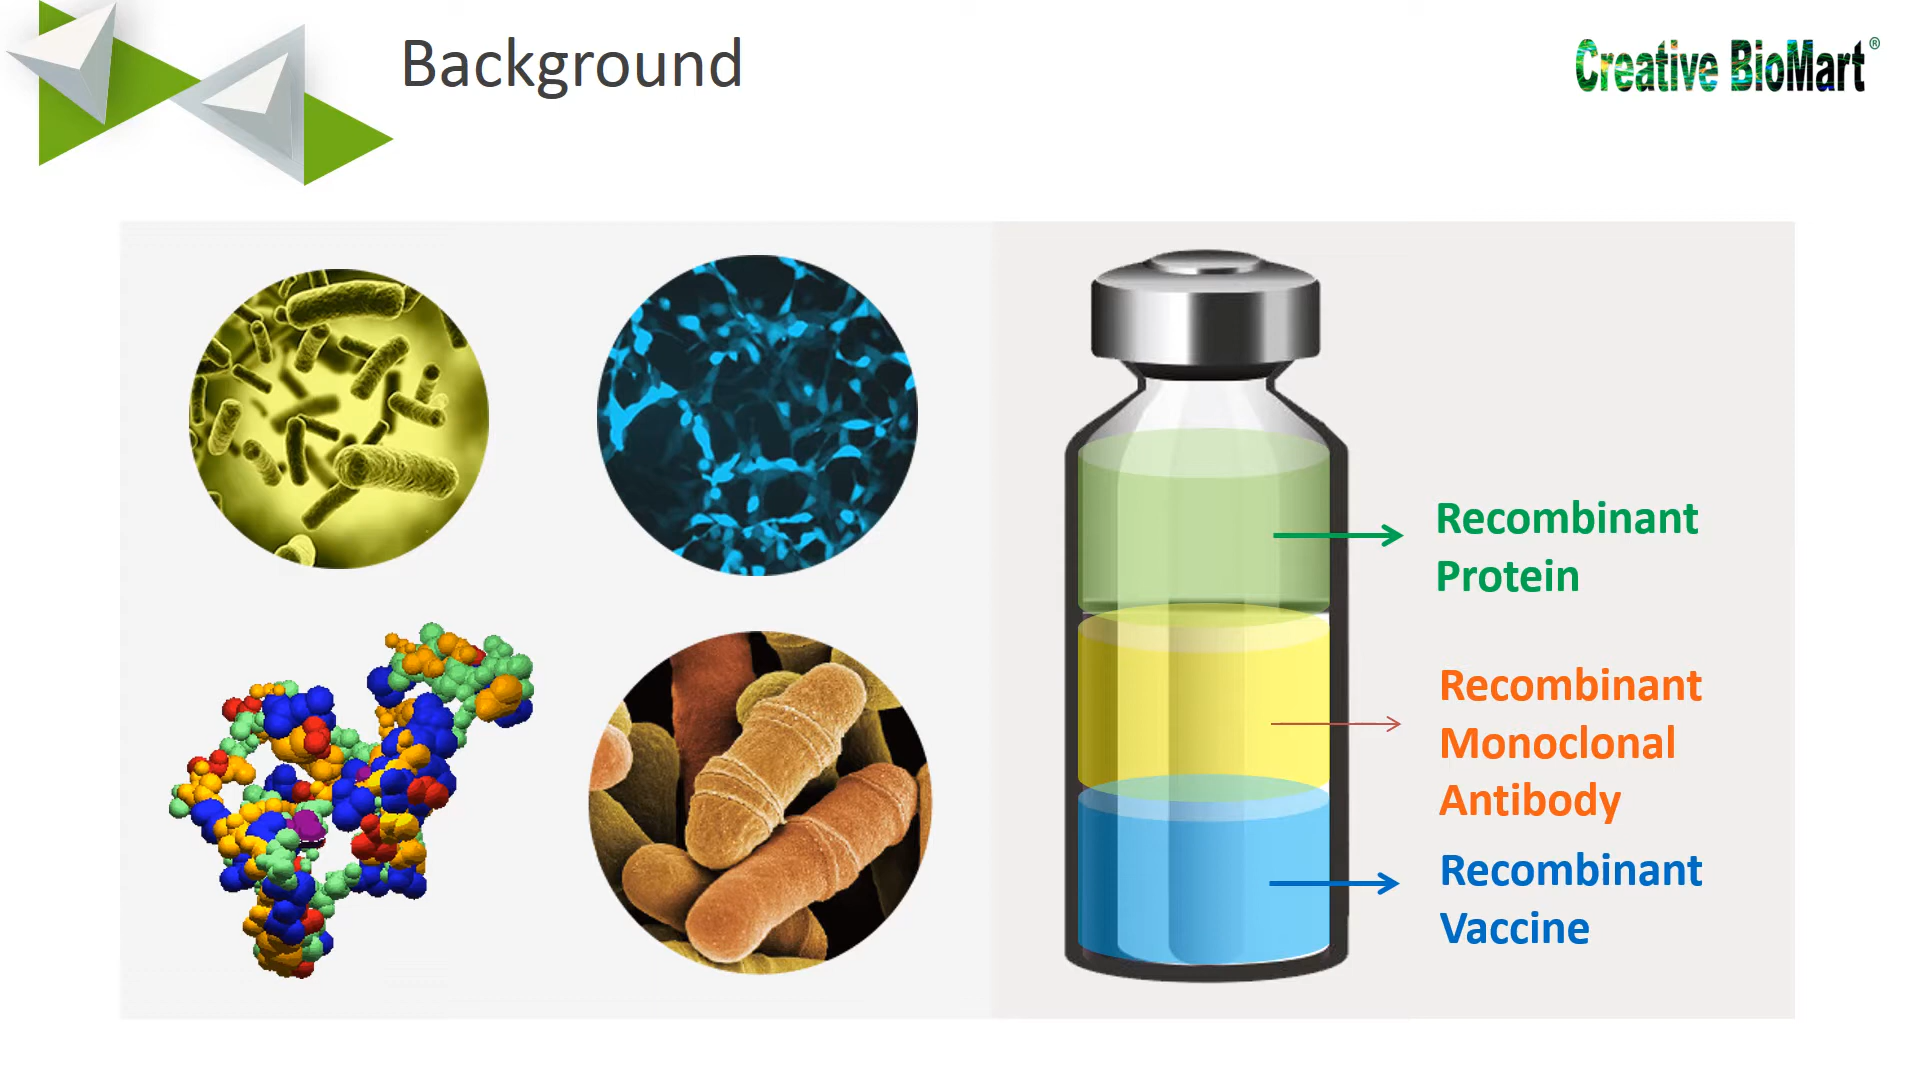 Background
Creative BioMart®
Recombinant
Protein
Recombinant
Monoclonal
Antibody
Recombinant
Vaccine